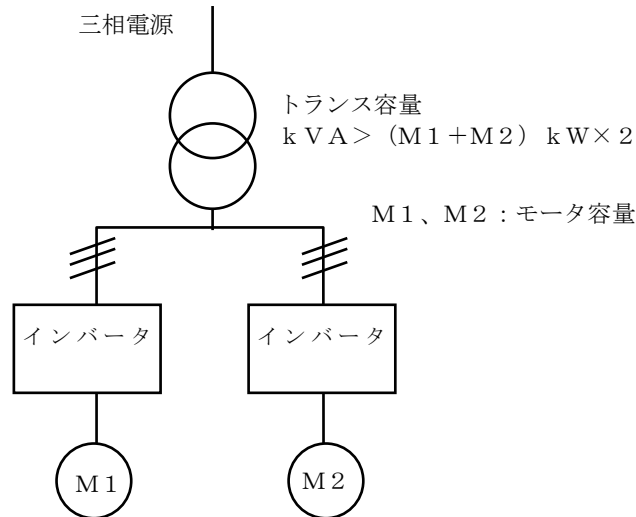 三相電源
トランス容量
ｋＶＡ＞（Ｍ１＋Ｍ２）ｋＷ×２
Ｍ１、Ｍ２：モータ容量
インバータ
インバータ
Ｍ１
Ｍ２